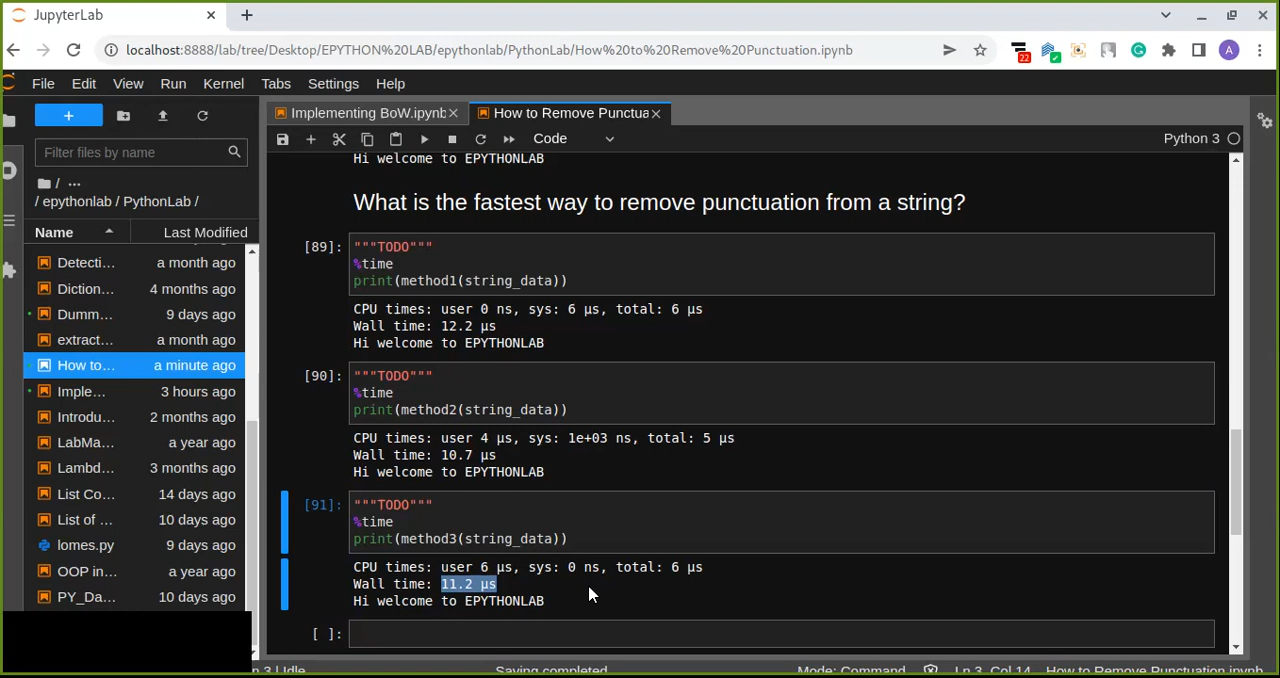 JupyterLab
localhost:8888/lab/tree/Desktop/EPYTHON%20LAB/epythonlab/PythonLab/How%20to%20Remove%20Punctuation.ipynb
22
A
File Edit View Run Kernel Tabs Settings Help
Implementing BoW.ipynb
How to Remove Punctua
Code
Python 3
Filter files by name
/ ...
/ epythonlab / PythonLab /
Name Last Modified
Detecti... a month ago
Diction... 4 months ago
Dumm... 9 days ago
extract... a month ago
How to... a minute ago
Imple... 3 hours ago
Introdu... 2 months ago
LabMa... a year ago
Lambd... 3 months ago
List Co... 14 days ago
List of ... 10 days ago
lomes.py 9 days ago
OOP in... a year ago
PY_Da... 10 days ago
Hi welcome to EPYTHONLAB
What is the fastest way to remove punctuation from a string?
[89]:
"""TODO"""
%time
print(method1(string_data))
CPU times: user 0 ns, sys: 6 µs, total: 6 µs
Wall time: 12.2 µs
Hi welcome to EPYTHONLAB
[90]:
"""TODO"""
%time
print(method2(string_data))
CPU times: user 4 µs, sys: 1e+03 ns, total: 5 µs
Wall time: 10.7 µs
Hi welcome to EPYTHONLAB
[91]:
"""TODO"""
%time
print(method3(string_data))
CPU times: user 6 µs, sys: 0 ns, total: 6 µs
Wall time: 11.2 µs
Hi welcome to EPYTHONLAB
[ ]:
n 3 | Idle
Saving completed
Mode: Command
Ln 3, Col 14
How to Remove Punctuation.ipynb